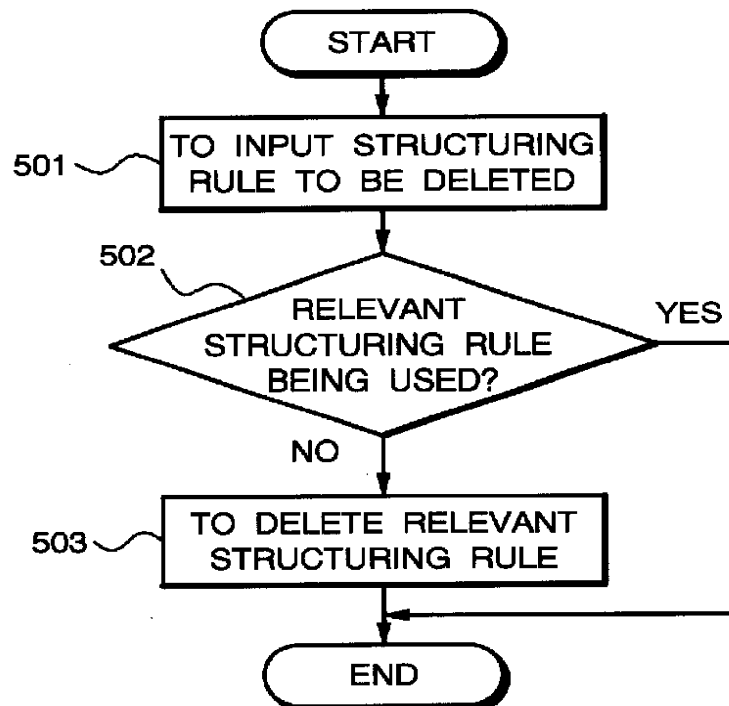 START
501
TO INPUT STRUCTURING
RULE TO BE DELETED
502
RELEVANT
STRUCTURING RULE
BEING USED?
YES
NO
503
TO DELETE RELEVANT
STRUCTURING RULE
END